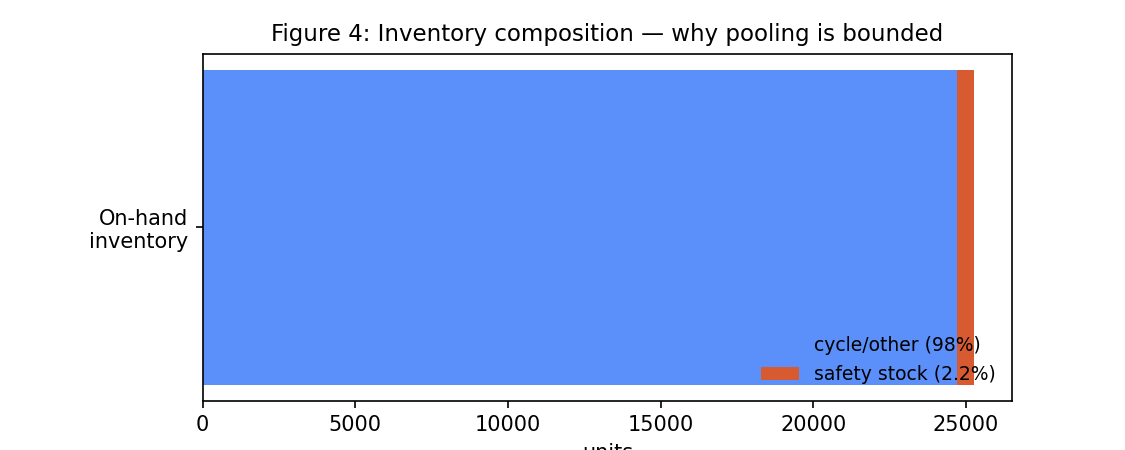 Figure 4: Inventory composition — why pooling is bounded
On-hand
inventory
cycle/other (98%)
safety stock (2.2%)
0 5000 10000 15000 20000 25000
units